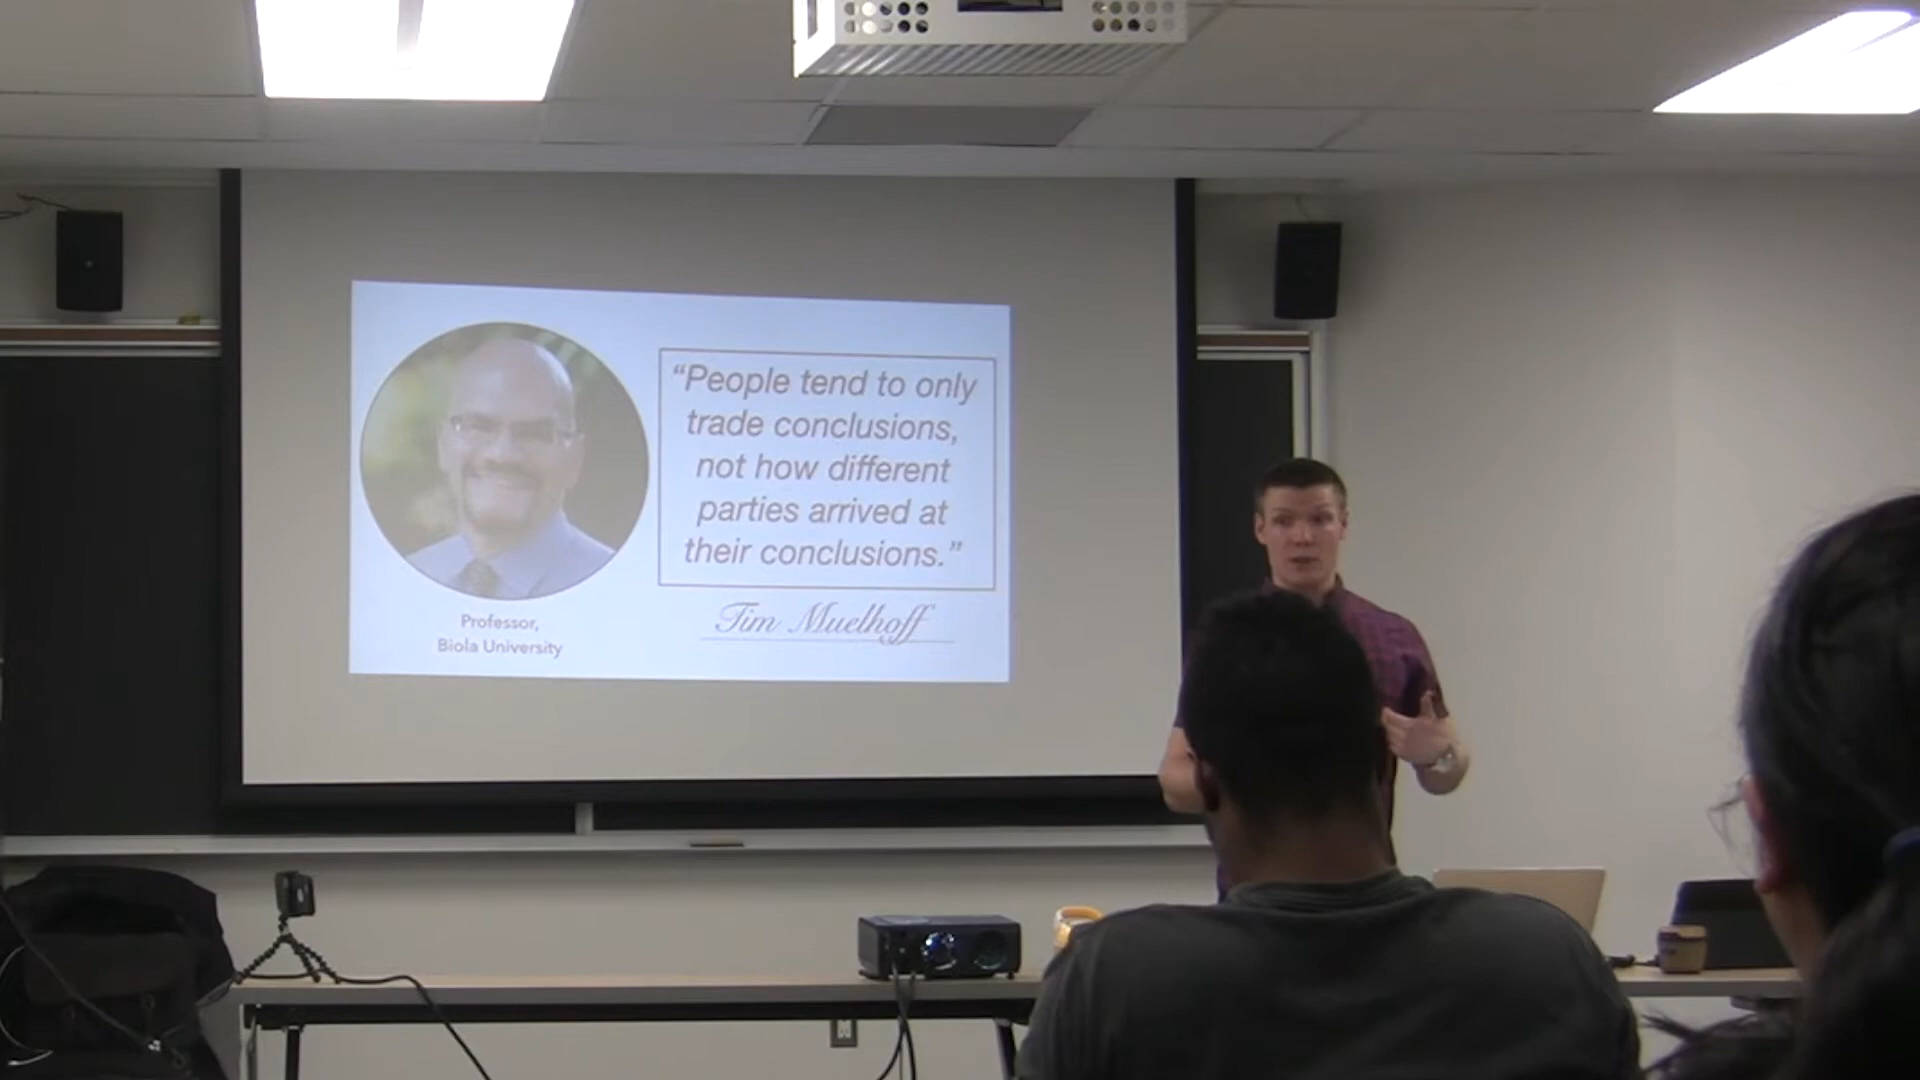 “People tend to only
trade conclusions,
not how different
parties arrived at
their conclusions.”
Tim Muelhoff
Professor,
Biola University